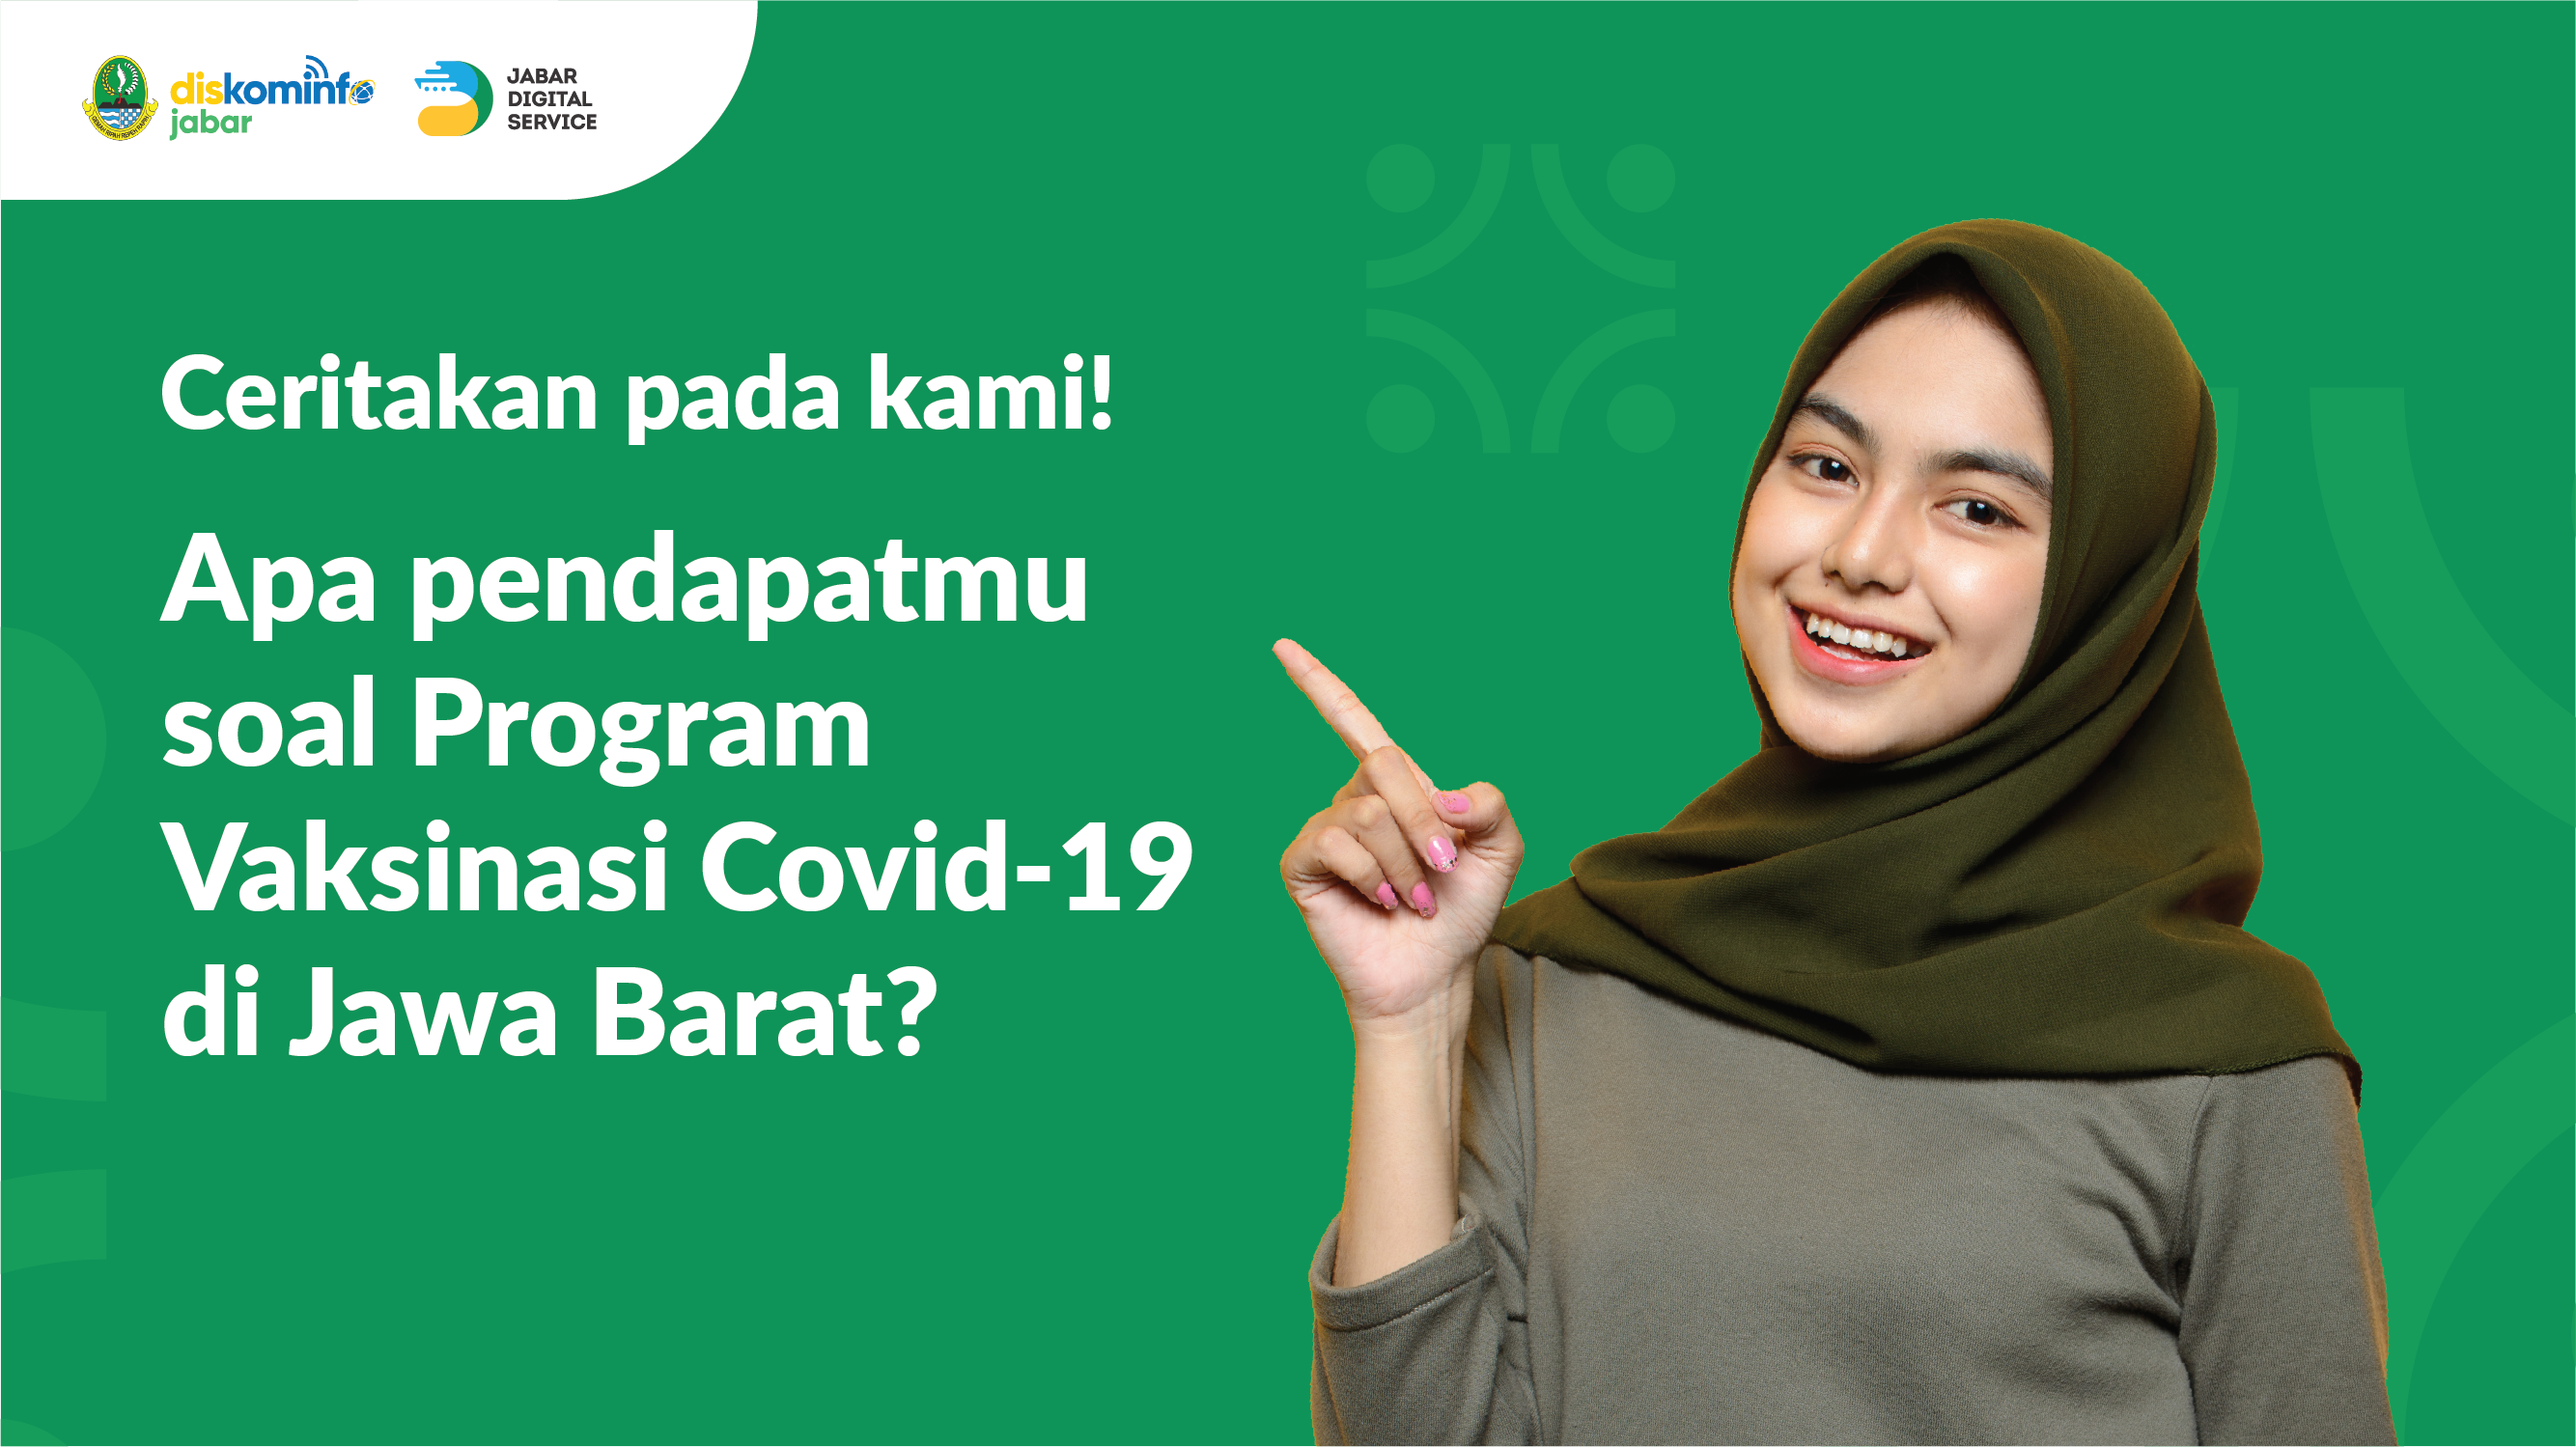 diskominfo
jabar
JABAR
DIGITAL
SERVICE
Ceritakan pada kami!
Apa pendapatmu
soal Program
Vaksinasi Covid-19
di Jawa Barat?